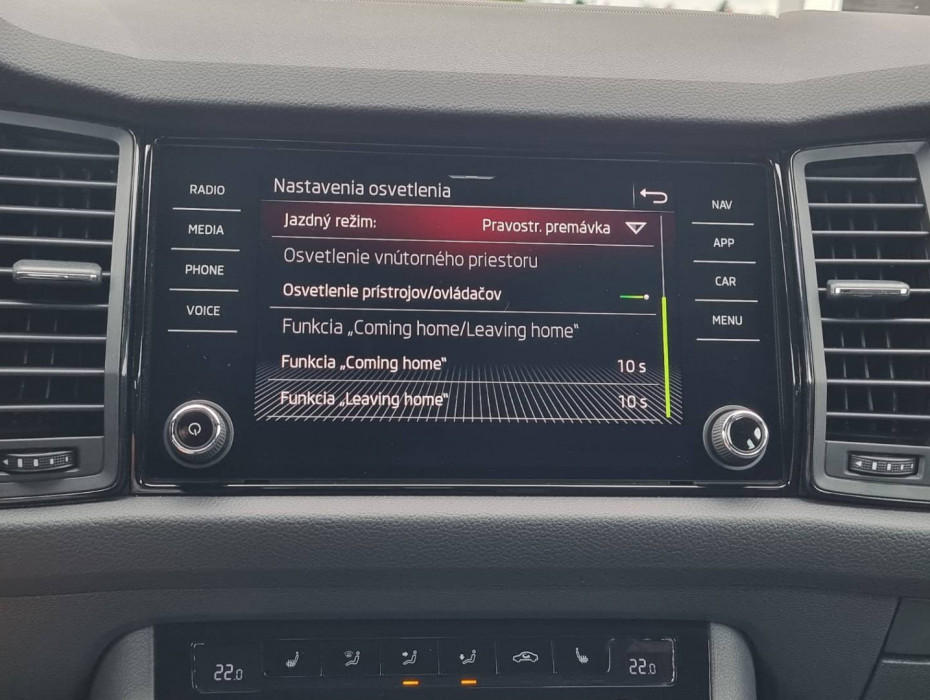 Nastavenia osvetlenia
RADIO
MEDIA
PHONE
VOICE
Jazdný režim: Pravostr. premávka
Osvetlenie vnútorného priestoru
Osvetlenie prístrojov/ovládačov
Funkcia „Coming home/Leaving home“
Funkcia „Coming home“ 10 s
Funkcia „Leaving home“ 10 s
NAV
APP
CAR
MENU
22.0
22.0